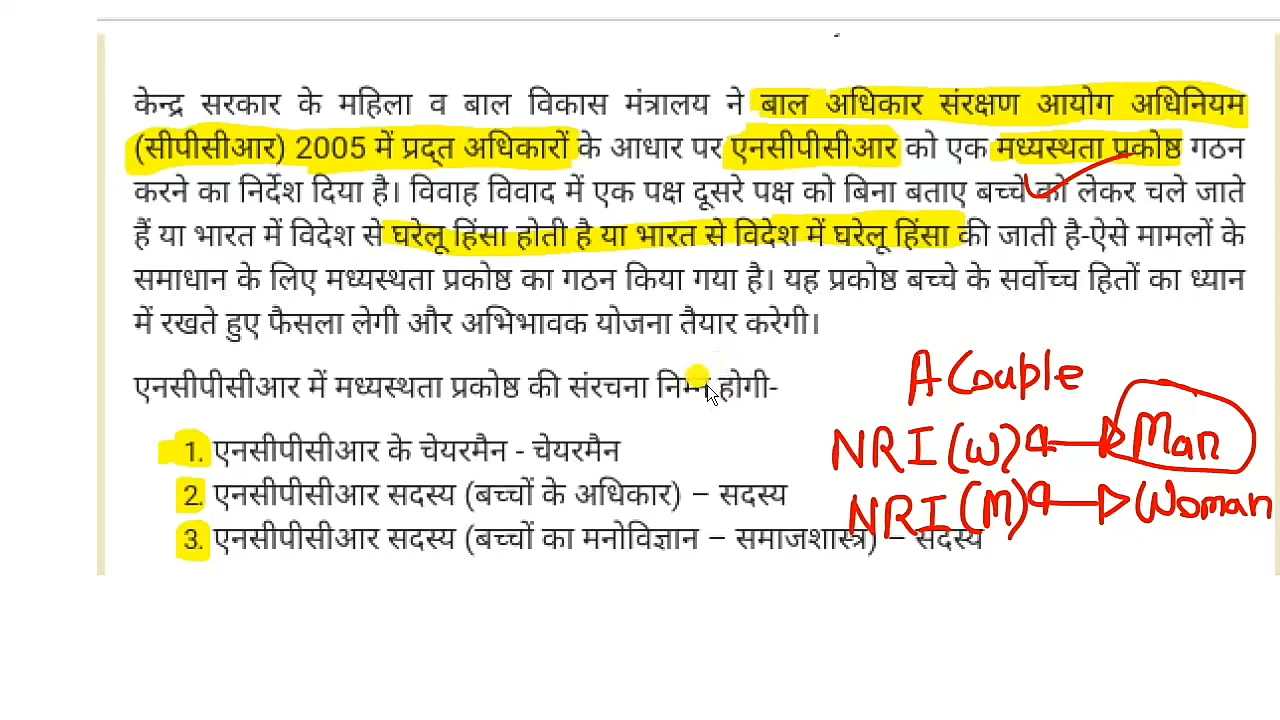 केन्द्र सरकार के महिला व बाल विकास मंत्रालय ने बाल अधिकार संरक्षण आयोग अधिनियम
(सीपीसीआर) 2005 में प्रद्त अधिकारों के आधार पर एनसीपीसीआर को एक मध्यस्थता प्रकोष्ठ गठन
करने का निर्देश दिया है। विवाह विवाद में एक पक्ष दूसरे पक्ष को बिना बताए बच्चे को लेकर चले जाते
हैं या भारत में विदेश से घरेलू हिंसा होती है या भारत से विदेश में घरेलू हिंसा की जाती है-ऐसे मामलों के
समाधान के लिए मध्यस्थता प्रकोष्ठ का गठन किया गया है। यह प्रकोष्ठ बच्चे के सर्वोच्च हितों का ध्यान
में रखते हुए फैसला लेगी और अभिभावक योजना तैयार करेगी।
एनसीपीसीआर में मध्यस्थता प्रकोष्ठ की संरचना निम्न होगी-
1. एनसीपीसीआर के चेयरमैन - चेयरमैन
2. एनसीपीसीआर सदस्य (बच्चों के अधिकार) – सदस्य
3. एनसीपीसीआर सदस्य (बच्चों का मनोविज्ञान – समाजशास्त्र) – सदस्य
A Couple
NRI (W) Man
NRI (M) Woman